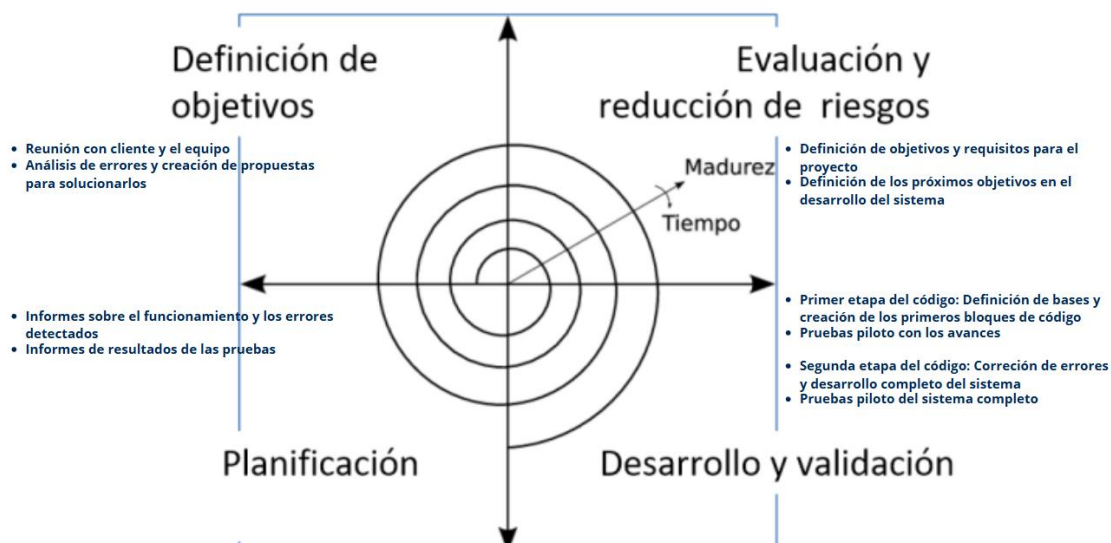 Definición de
objetivos
Evaluación y
reducción de riesgos
• Reunión con cliente y el equipo
• Análisis de errores y creación de propuestas
para solucionarlos
Madurez
Tiempo
• Definición de objetivos y requisitos para el
proyecto
• Definición de los próximos objetivos en el
desarrollo del sistema
• Informes sobre el funcionamiento y los errores
detectados
• Informes de resultados de las pruebas
• Primer etapa del código: Definición de bases y
creación de los primeros bloques de código
• Pruebas piloto con los avances
• Segunda etapa del código: Correción de errores
y desarrollo completo del sistema
• Pruebas piloto del sistema completo
Planificación
Desarrollo y validación